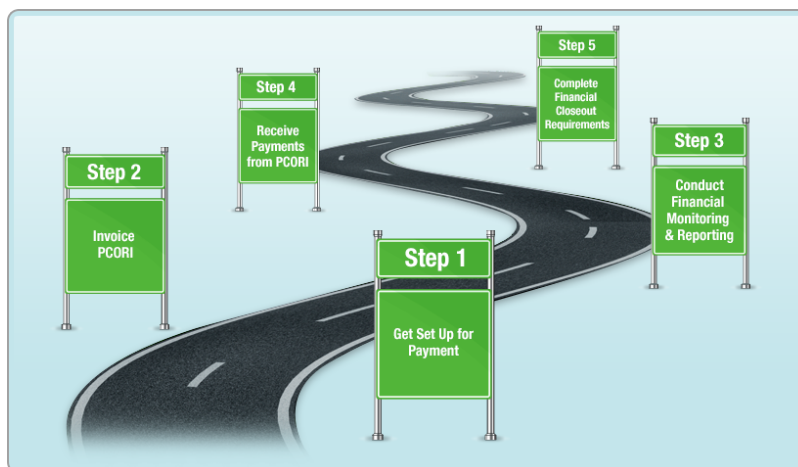 Step 1
Get Set Up for
Payment
Step 2
Invoice
PCORI
Step 3
Conduct
Financial
Monitoring
& Reporting
Step 4
Receive
Payments
from PCORI
Step 5
Complete
Financial
Closeout
Requirements